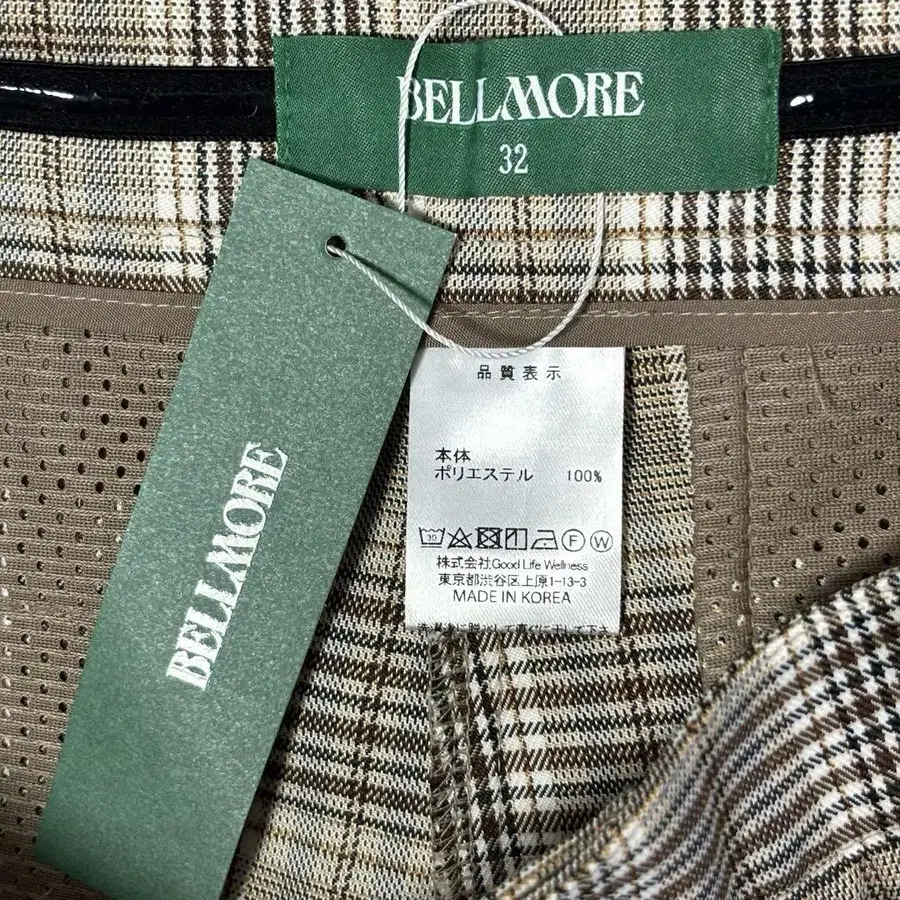 BELLMORE
32
BELLMORE
品質表示
本体
ポリエステル 100%
30
F W
株式会社Good Life Wellness
東京都渋谷区上原1-13-3
MADE IN KOREA